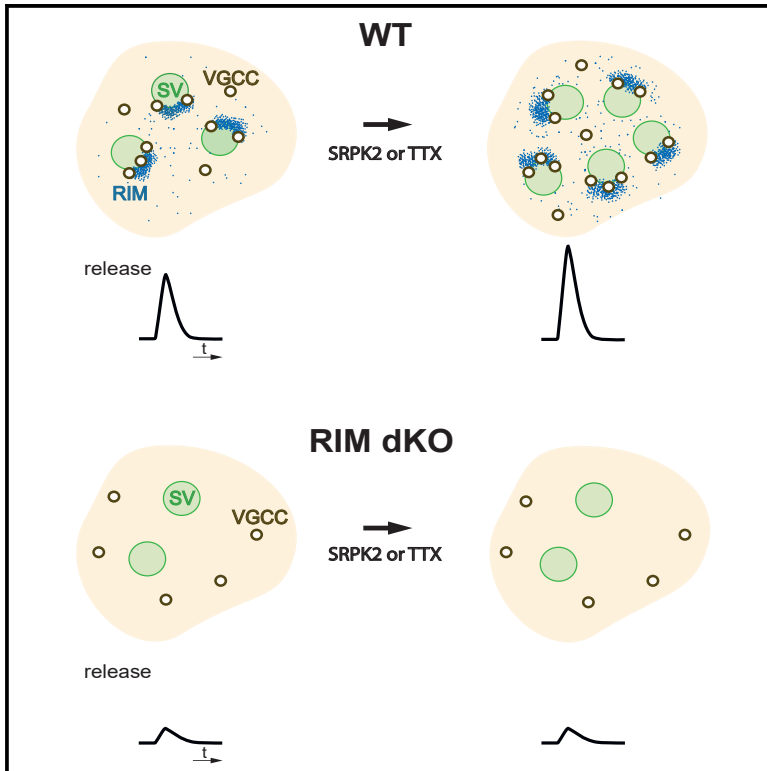 WT
SV
VGCC
RIM
SRPK2 or TTX
release
t
RIM dKO
SV
VGCC
SRPK2 or TTX
release
t